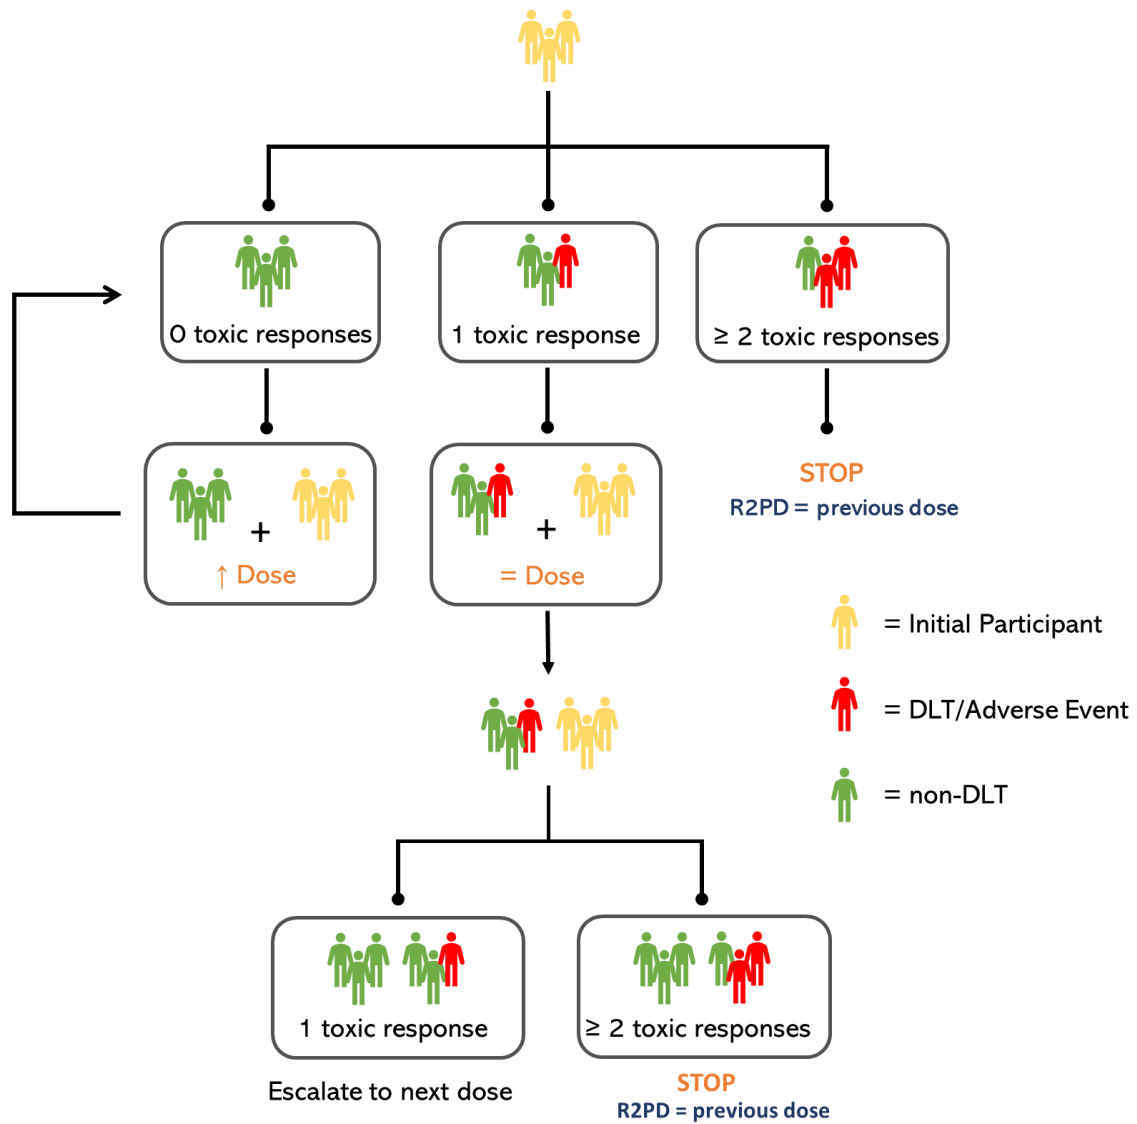 0 toxic responses
1 toxic response
≥ 2 toxic responses
+
↑ Dose
+
= Dose
STOP
R2PD = previous dose
= Initial Participant
= DLT/Adverse Event
= non-DLT
1 toxic response
≥ 2 toxic responses
Escalate to next dose
STOP
R2PD = previous dose